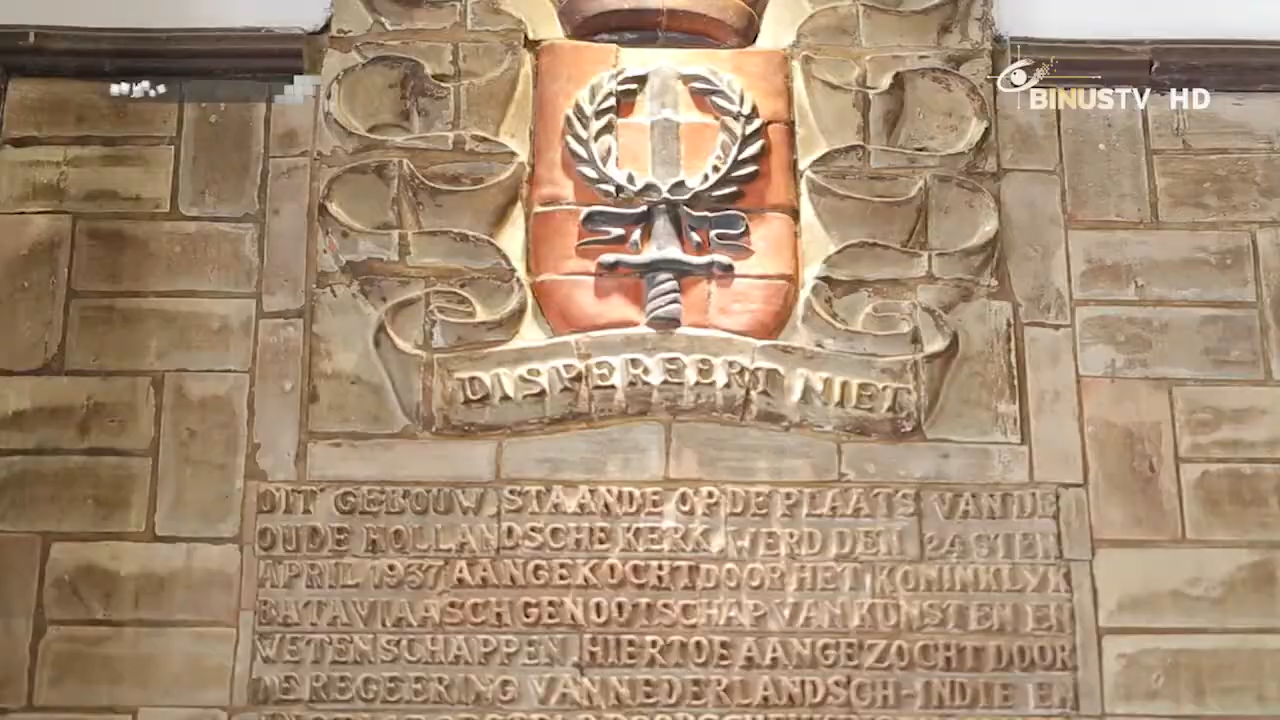 BINUSTV HD
DISPEREERT NIET
DIT GEBOUW, STAANDE OP DE PLAATS VAN DE
OUDE HOLLANDSCHE KERK, WERD DEN 24STEN
APRIL 1937 AANGEKOCHT DOOR HET KONINKLYK
BATAVIAASCH GENOOTSCHAP VAN KUNSTEN EN
WETENSCHAPPEN, HIERTOE AANGEZOCHT DOOR
DE REGEERING VAN NEDERLANDSCH-INDIE EN